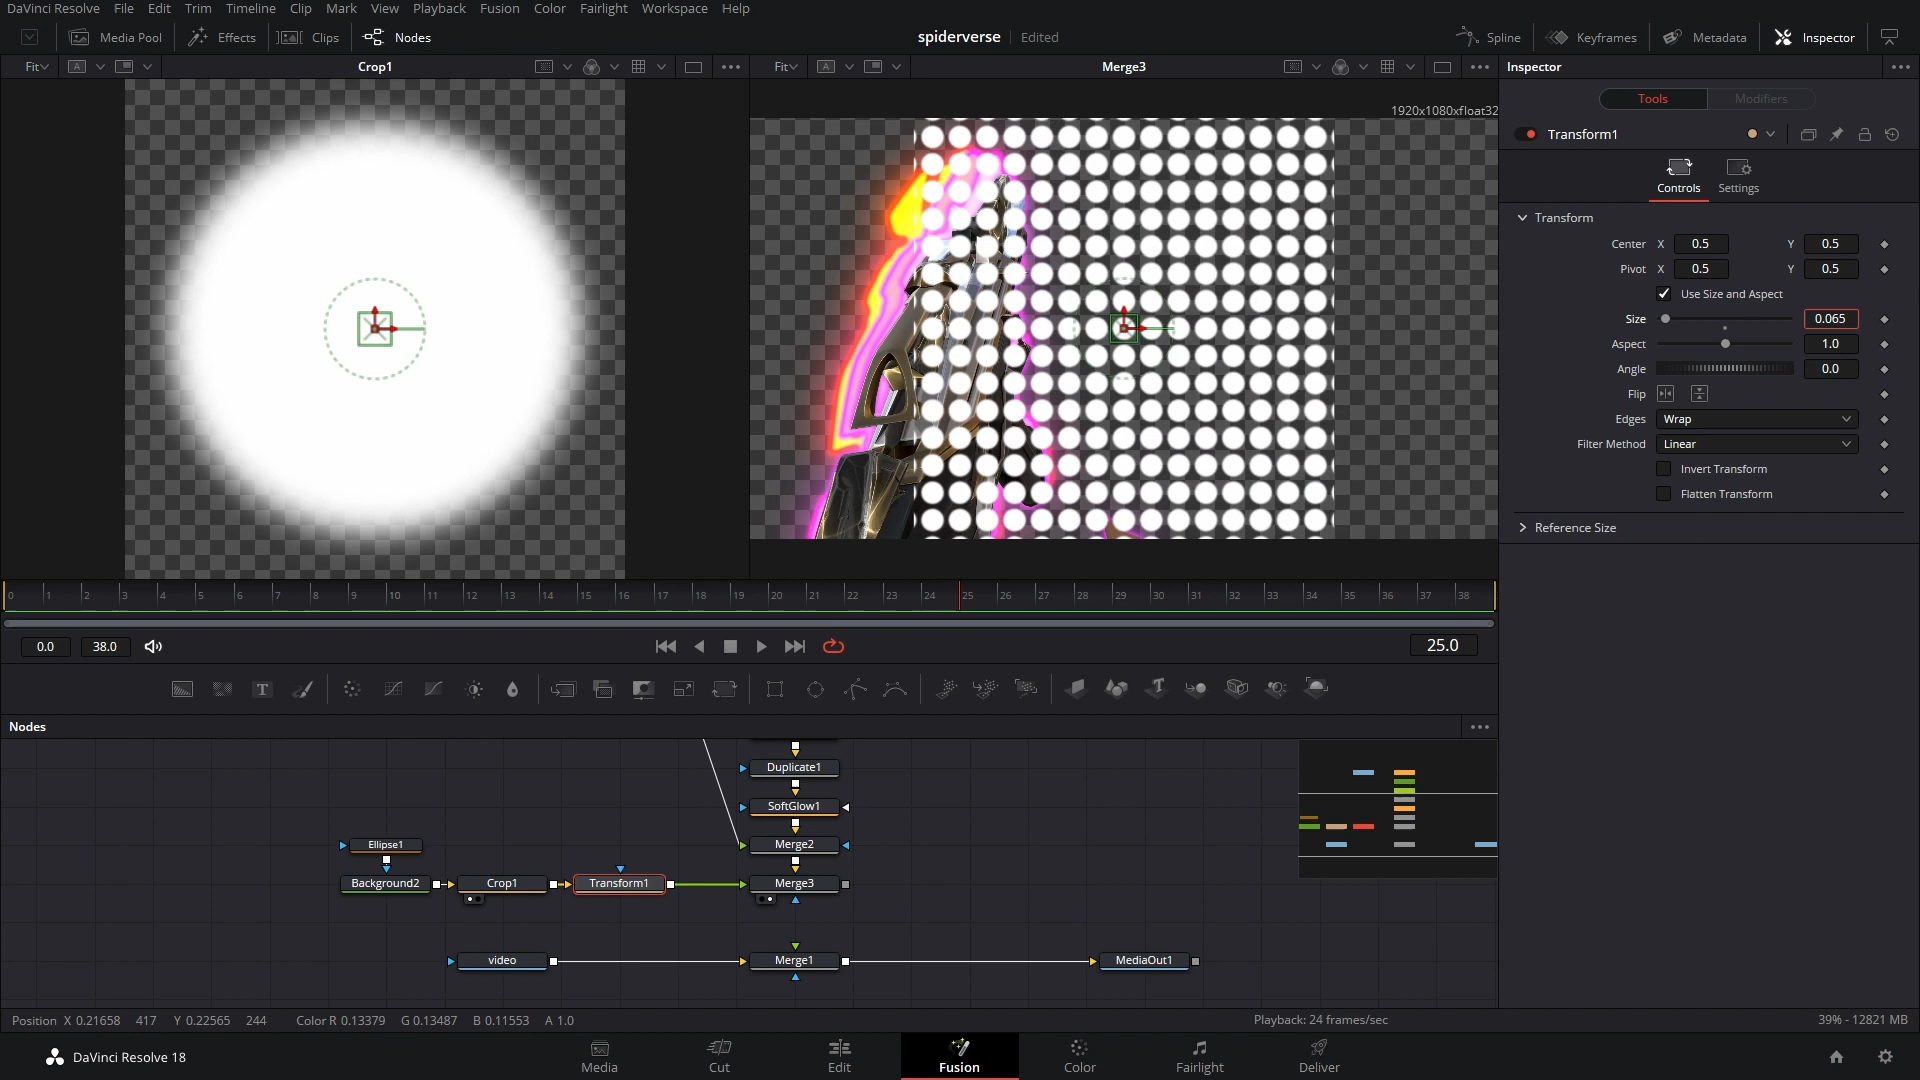 DaVinci Resolve File Edit Trim Timeline Clip Mark View Playback Fusion Color Fairlight Workspace Help
Media Pool Effects Clips Nodes spiderverse Edited Spline Keyframes Metadata Inspector
Fit A Crop1 Fit A Merge3 Inspector
1920x1080xfloat32
Tools Modifiers
Transform1
Controls Settings
Transform
Center X 0.5 Y 0.5
Pivot X 0.5 Y 0.5
Use Size and Aspect
Size 0.065
Aspect 1.0
Angle 0.0
Flip
Edges Wrap
Filter Method Linear
Invert Transform
Flatten Transform
Reference Size
0 1 2 3 4 5 6 7 8 9 10 11 12 13 14 15 16 17 18 19 20 21 22 23 24 25 26 27 28 29 30 31 32 33 34 35 36 37 38
0.0 38.0 25.0
T
Nodes
Duplicate1
SoftGlow1
Ellipse1 Merge2
Background2 Crop1 Transform1 Merge3
video Merge1 MediaOut1
Position X 0.21658 417 Y 0.22565 244 Color R 0.13379 G 0.13487 B 0.11553 A 1.0 Playback: 24 frames/sec 39% - 12821 MB
DaVinci Resolve 18 Media Cut Edit Fusion Color Fairlight Deliver